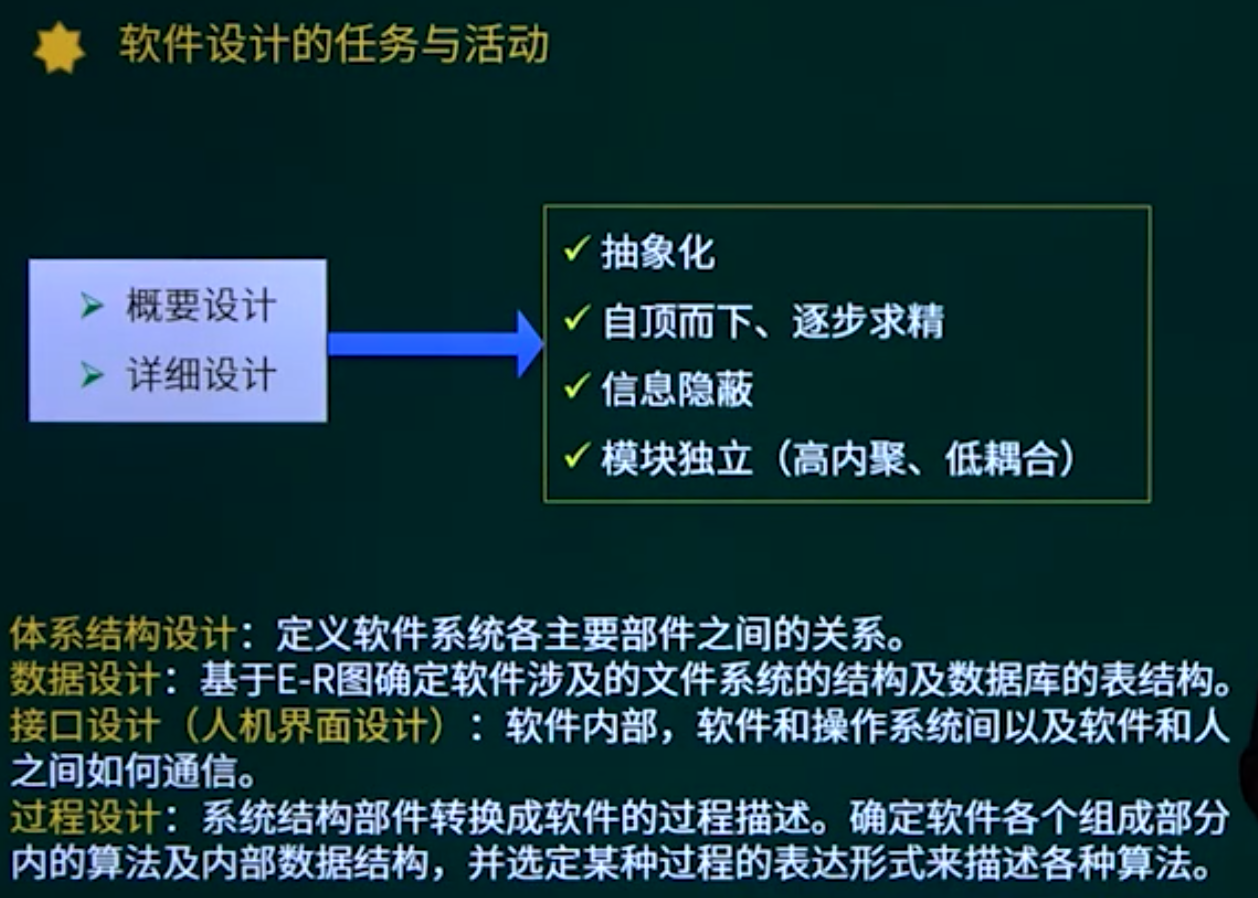 软件设计的任务与活动
概要设计
详细设计
抽象化
自顶而下、逐步求精
信息隐蔽
模块独立（高内聚、低耦合）
体系结构设计：定义软件系统各主要部件之间的关系。
数据设计：基于E-R图确定软件涉及的文件系统的结构及数据库的表结构。
接口设计（人机界面设计）：软件内部，软件和操作系统间以及软件和人
之间如何通信。
过程设计：系统结构部件转换成软件的过程描述。确定软件各个组成部分
内的算法及内部数据结构，并选定某种过程的表达形式来描述各种算法。